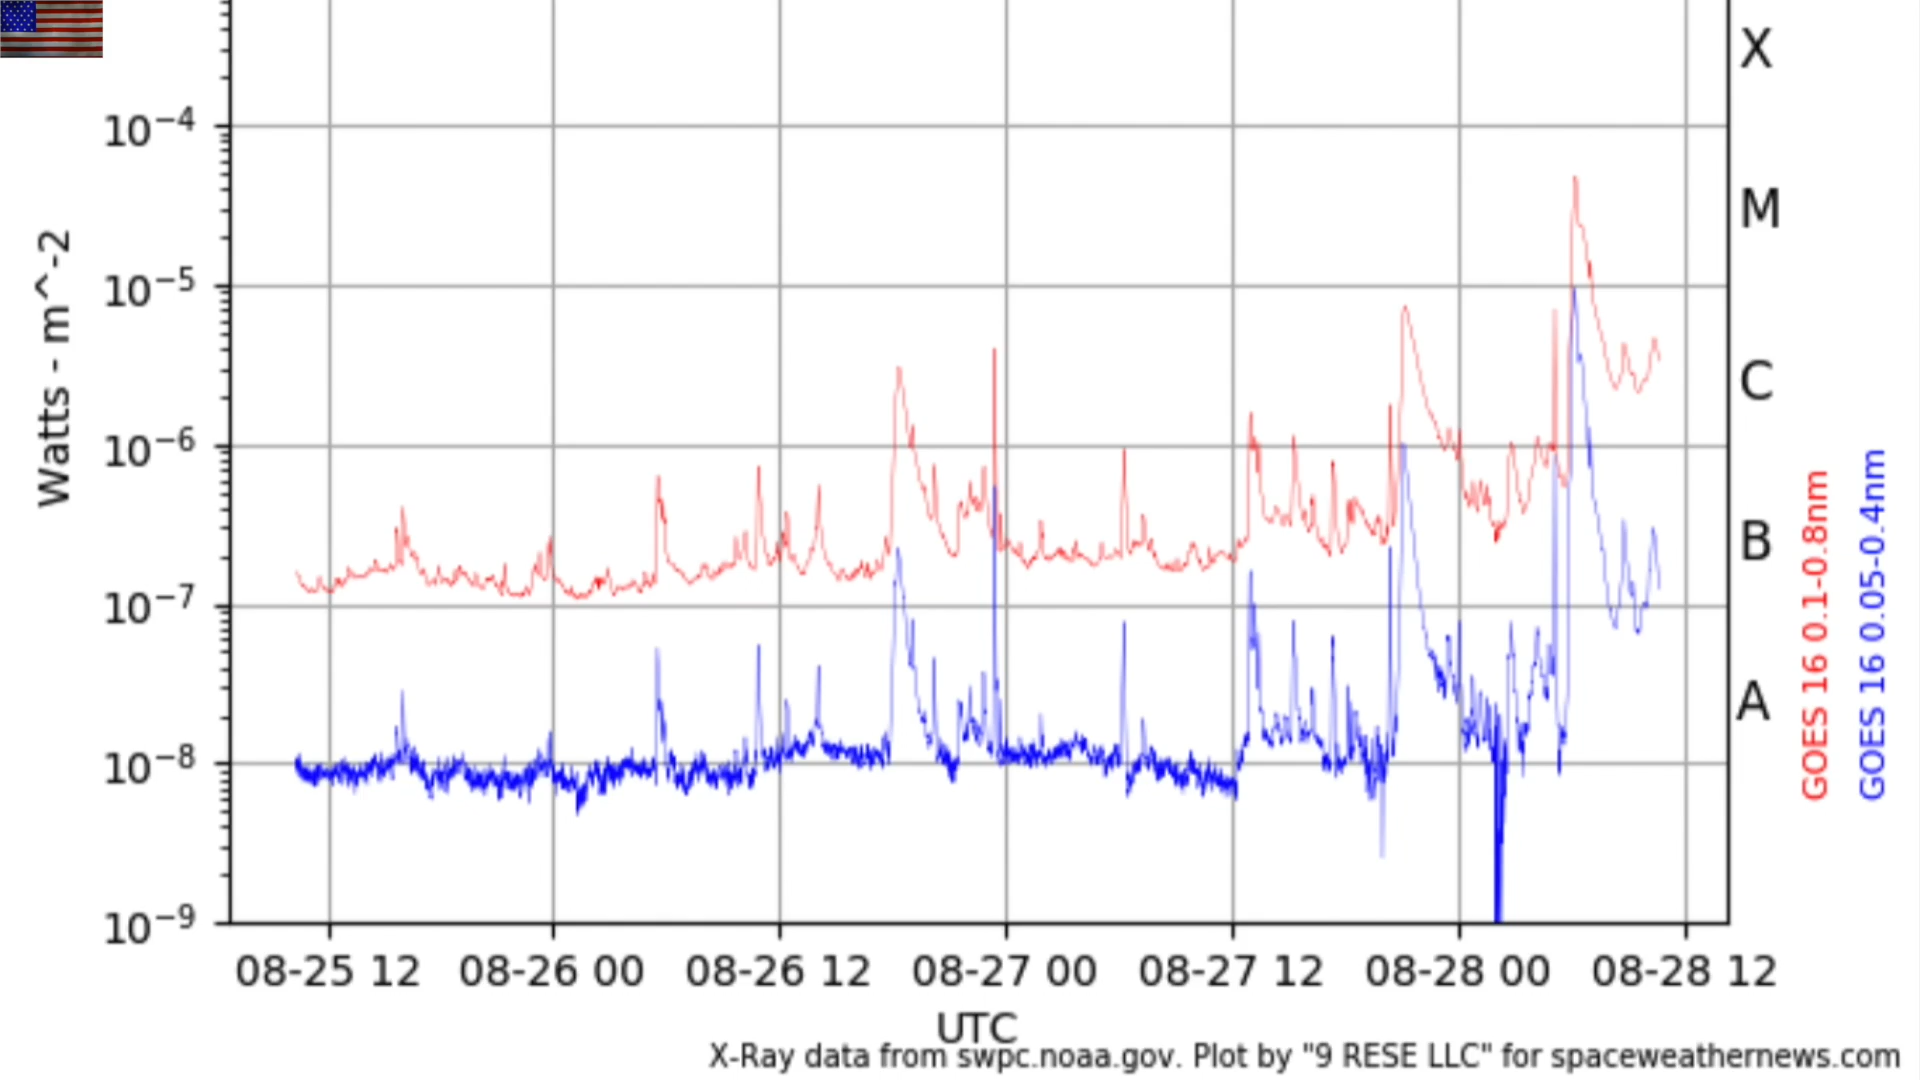 X
10−4
M
10−5
C
10−6
B
10−7
A
10−8
10−9
Watts - m^-2
GOES 16 0.1-0.8nm
GOES 16 0.05-0.4nm
08-25 12 08-26 00 08-26 12 08-27 00 08-27 12 08-28 00 08-28 12
UTC
X-Ray data from swpc.noaa.gov. Plot by "9 RESE LLC" for spaceweathernews.com